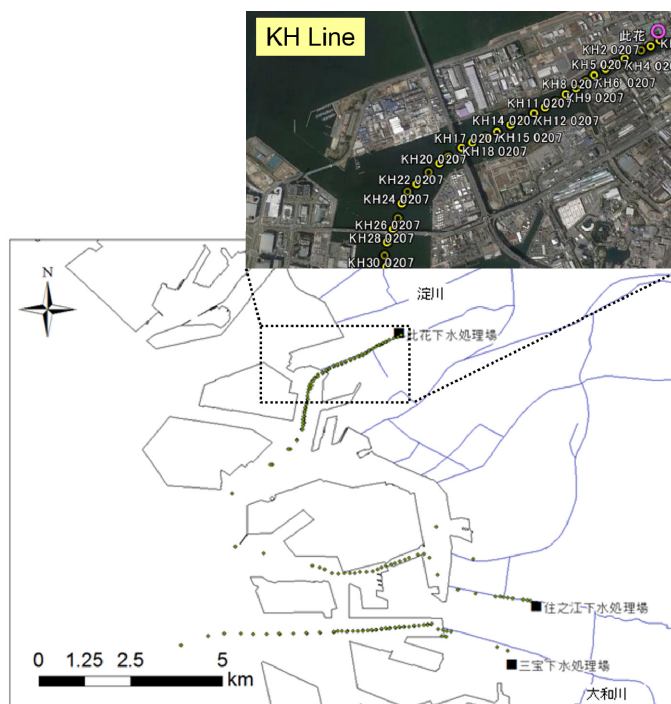 KH Line
此花
KH2 0207
KH5 0207
KH8 0207
KH6 0207
KH9 0207
KH11 0207
KH14 0207
KH12 0207
KH17 0207
KH15 0207
KH18 0207
KH20 0207
KH22 0207
KH24 0207
KH26 0207
KH28 0207
KH30 0207
N
淀川
此花下水処理場
住之江下水処理場
三宝下水処理場
大和川
0 1.25 2.5 5
km